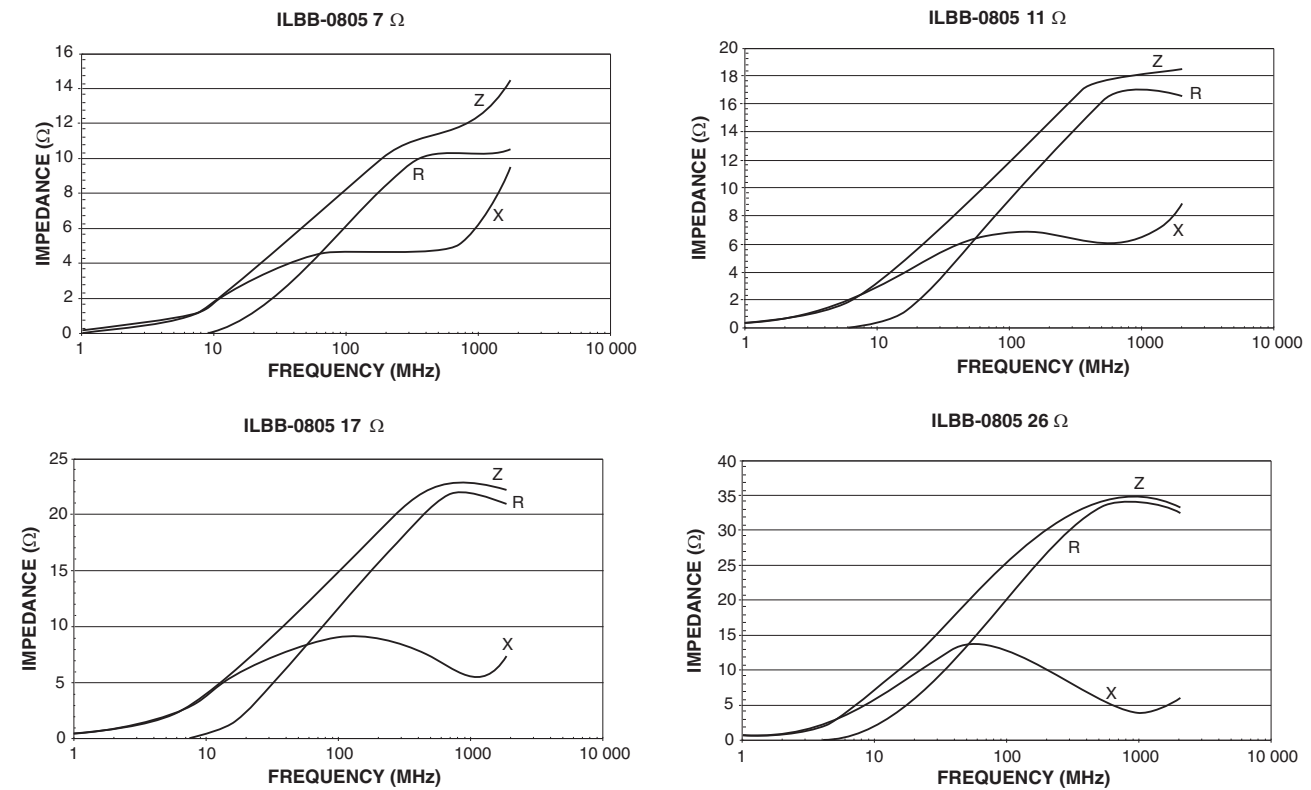 ILBB-0805 7 Ω
IMPEDANCE (Ω)
16
14
12
10
8
6
4
2
0
Z
R
X
1
10
100
1000
10 000
FREQUENCY (MHz)
ILBB-0805 11 Ω
IMPEDANCE (Ω)
20
18
16
14
12
10
8
6
4
2
0
Z
R
X
1
10
100
1000
10 000
FREQUENCY (MHz)
ILBB-0805 17 Ω
IMPEDANCE (Ω)
25
20
15
10
5
0
Z
R
X
1
10
100
1000
10 000
FREQUENCY (MHz)
ILBB-0805 26 Ω
IMPEDANCE (Ω)
40
35
30
25
20
15
10
5
0
Z
R
X
1
10
100
1000
10 000
FREQUENCY (MHz)